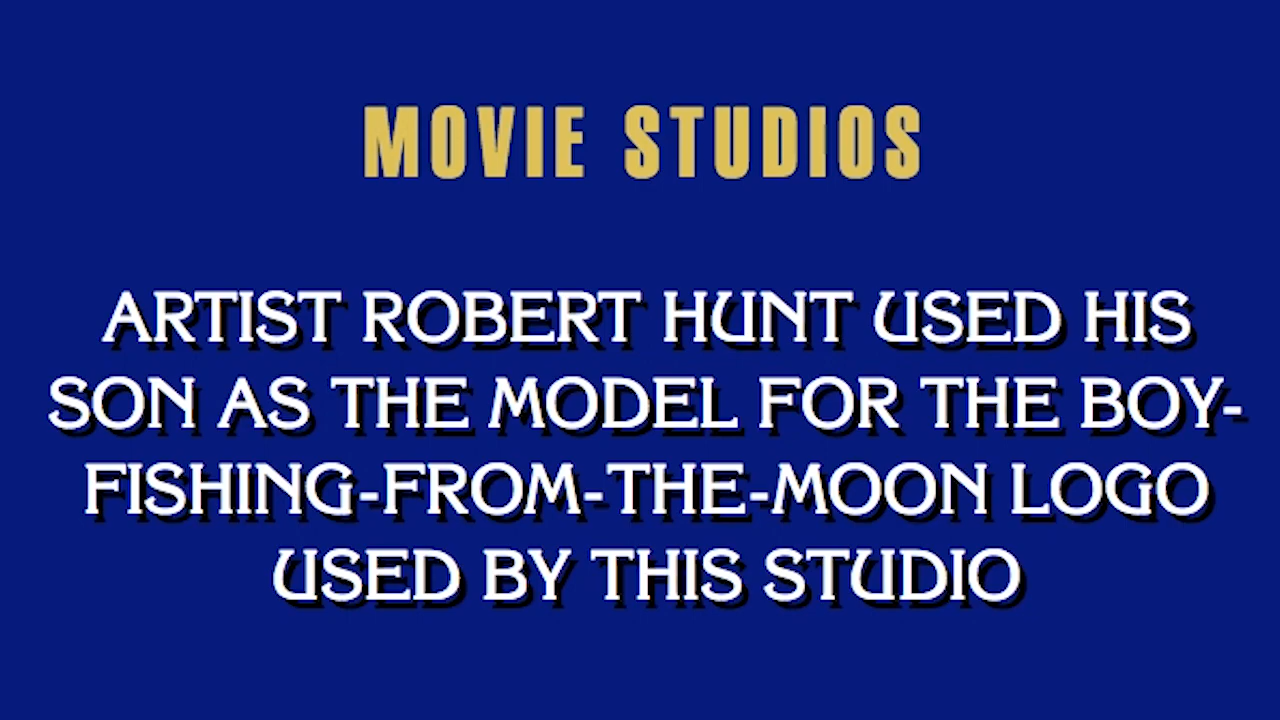 MOVIE STUDIOS
ARTIST ROBERT HUNT USED HIS
SON AS THE MODEL FOR THE BOY-
FISHING-FROM-THE-MOON LOGO
USED BY THIS STUDIO